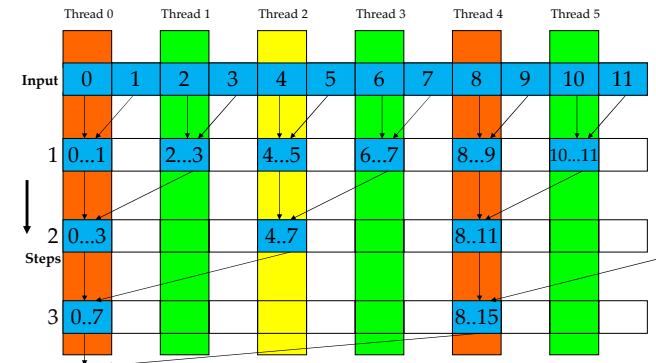 Thread 0 Thread 1 Thread 2 Thread 3 Thread 4 Thread 5
Input 0 1 2 3 4 5 6 7 8 9 10 11
1 0...1 2...3 4...5 6...7 8...9 10...11
2 0...3 4..7 8..11
Steps
3 0..7 8..15